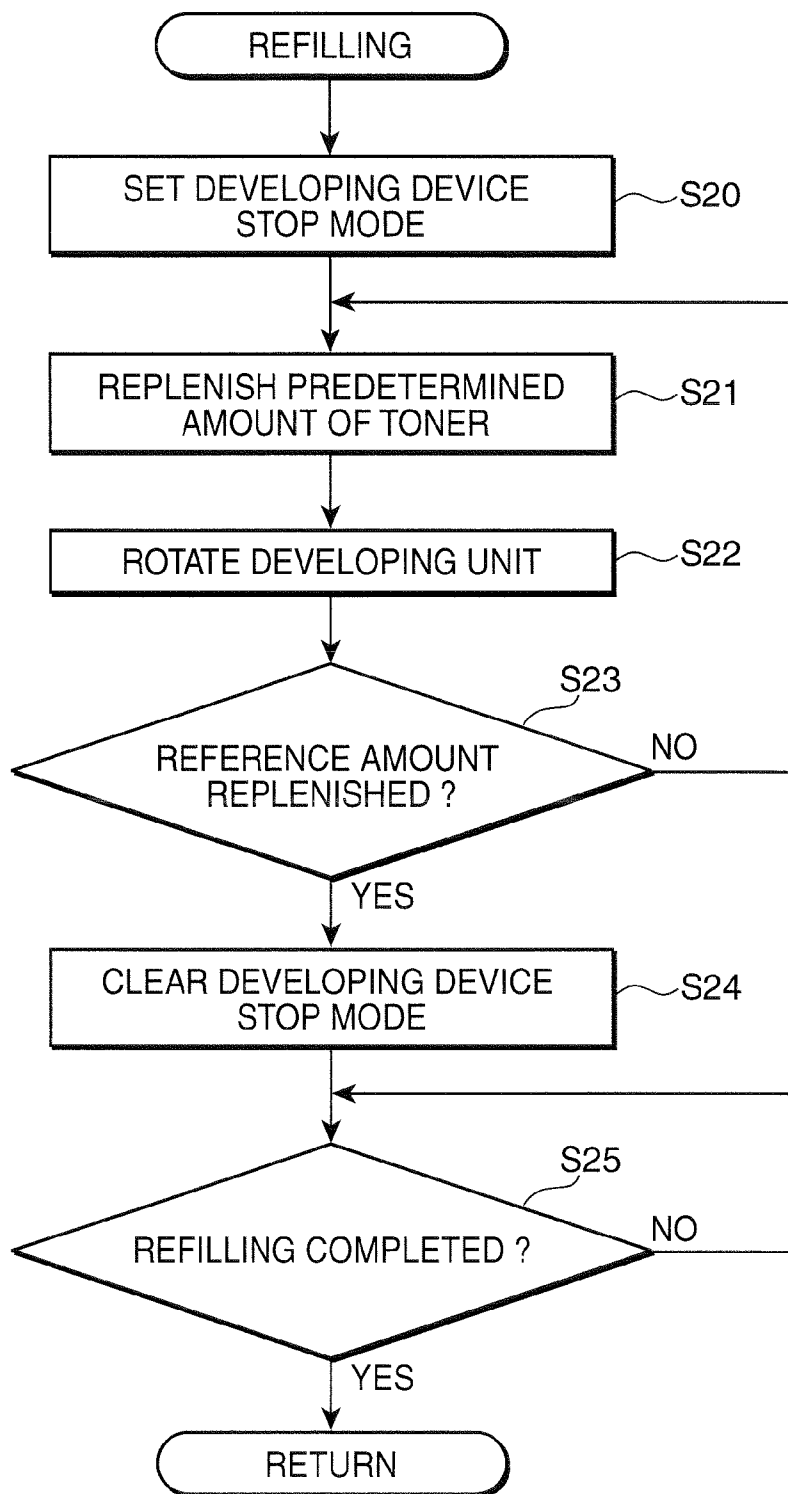 REFILLING
SET DEVELOPING DEVICE
STOP MODE
S20
REPLENISH PREDETERMINED
AMOUNT OF TONER
S21
ROTATE DEVELOPING UNIT
S22
S23
REFERENCE AMOUNT
REPLENISHED ?
NO
YES
CLEAR DEVELOPING DEVICE
STOP MODE
S24
S25
REFILLING COMPLETED ?
NO
YES
RETURN